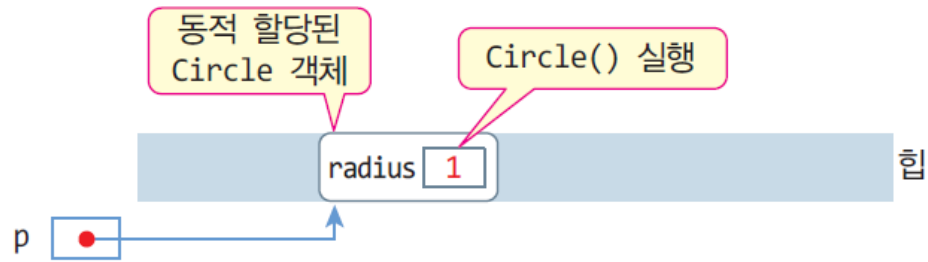 동적 할당된
Circle 객체
Circle() 실행
radius 1
힙
p